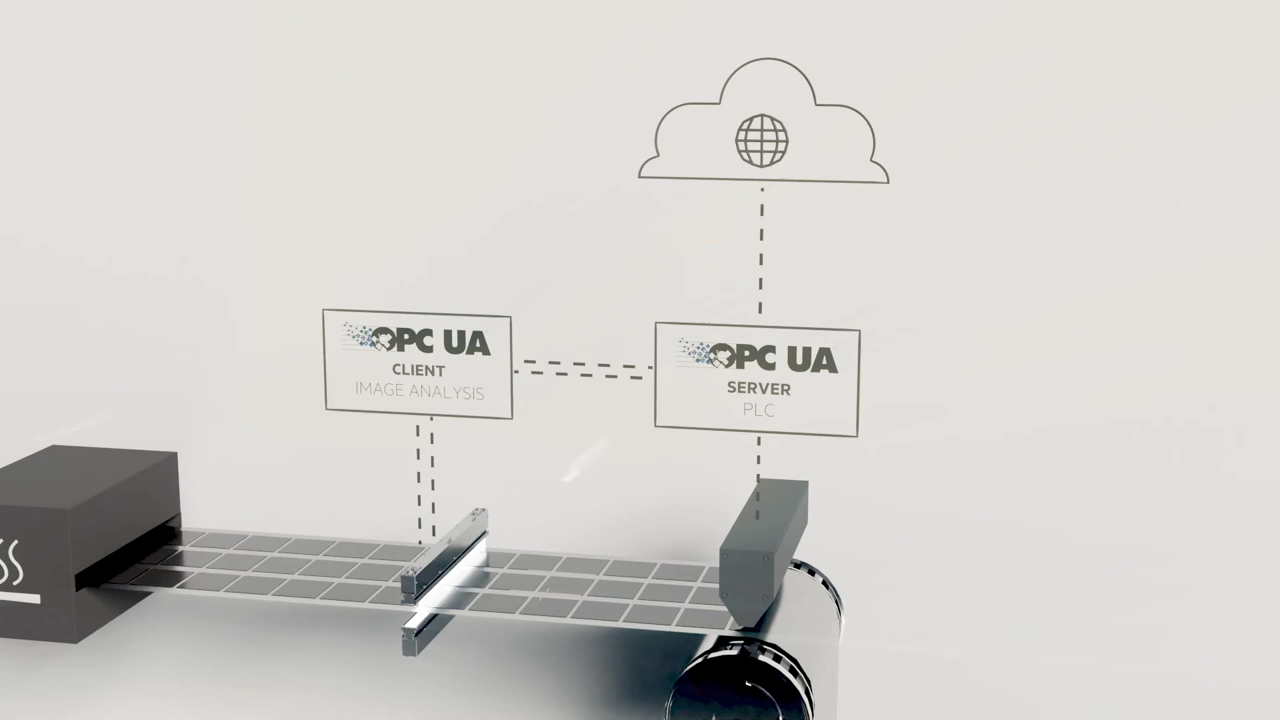 OPC UA
CLIENT
IMAGE ANALYSIS
OPC UA
SERVER
PLC